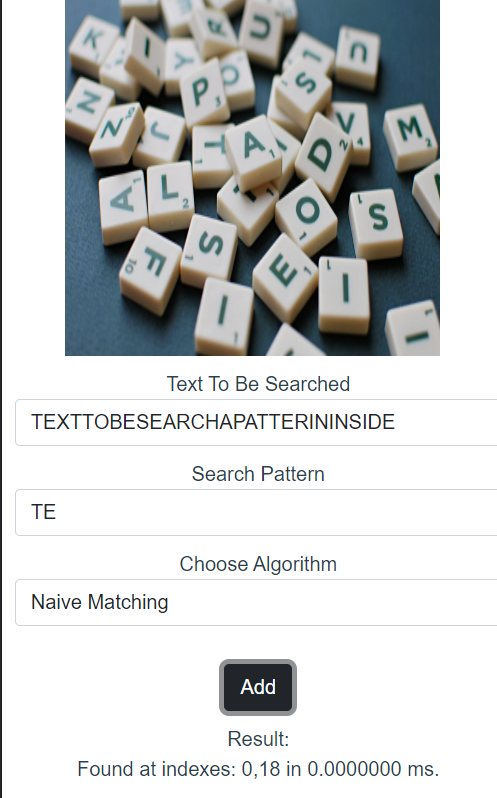 Text To Be Searched
TEXTTOBESEARCHAPATTERININSIDE
Search Pattern
TE
Choose Algorithm
Naive Matching
Add
Result:
Found at indexes: 0,18 in 0.0000000 ms.